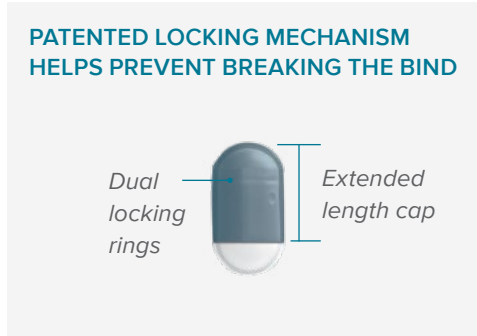 PATENTED LOCKING MECHANISM
HELPS PREVENT BREAKING THE BIND
Dual
locking
rings
Extended
length cap